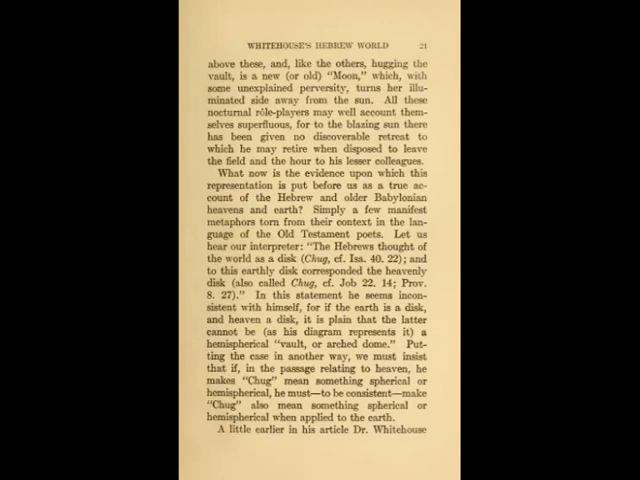 WHITEHOUSE'S HEBREW WORLD 21
above these, and, like the others, hugging the
vault, is a new (or old) "Moon," which, with
some unexplained perversity, turns her illu-
minated side away from the sun. All these
nocturnal rôle-players may well account them-
selves superfluous, for to the blazing sun there
has been given no discoverable retreat to
which he may retire when disposed to leave
the field and the hour to his lesser colleagues.
What now is the evidence upon which this
representation is put before us as a true ac-
count of the Hebrew and older Babylonian
heavens and earth? Simply a few manifest
metaphors torn from their context in the lan-
guage of the Old Testament poets. Let us
hear our interpreter: "The Hebrews thought of
the world as a disk (Chug, cf. Isa. 40. 22); and
to this earthly disk corresponded the heavenly
disk (also called Chug, cf. Job 22. 14; Prov.
8. 27)." In this statement he seems incon-
sistent with himself, for if the earth is a disk,
and heaven a disk, it is plain that the latter
cannot be (as his diagram represents it) a
hemispherical "vault, or arched dome." Put-
ting the case in another way, we must insist
that if, in the passage relating to heaven, he
makes "Chug" mean something spherical or
hemispherical, he must—to be consistent—make
"Chug" also mean something spherical or
hemispherical when applied to the earth.
A little earlier in his article Dr. Whitehouse